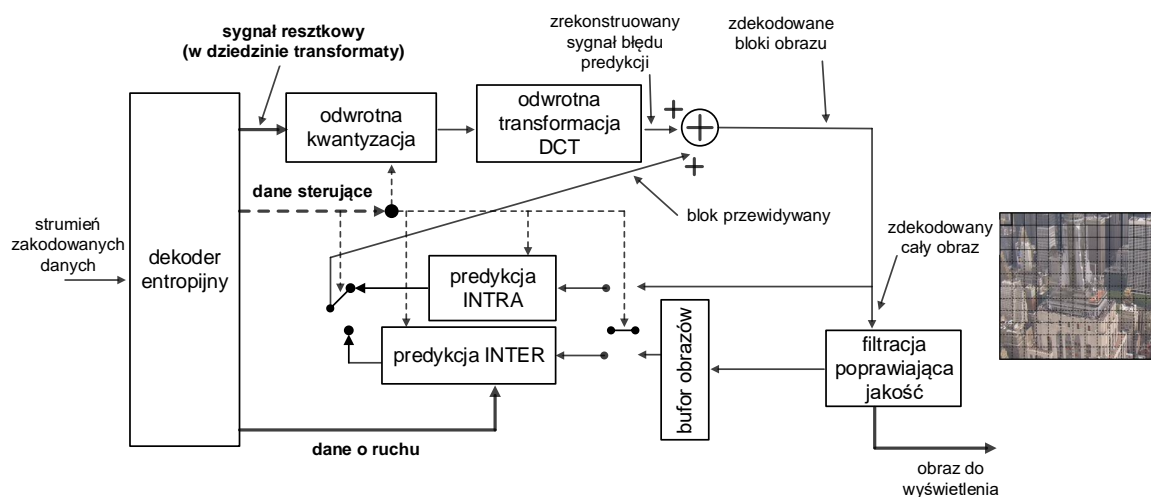 sygnał resztkowy
(w dziedzinie transformaty)
zrekonstruowany
sygnał błędu
predykcji
zdekodowane
bloki obrazu
odwrotna
kwantyzacja
odwrotna
transformacja
DCT
+
+
+
dane sterujące
blok przewidywany
strumień
zakodowanych
danych
dekoder
entropijny
zdekodowany
cały obraz
predykcja
INTRA
predykcja INTER
bufor obrazów
filtracja
poprawiająca
jakość
dane o ruchu
obraz do
wyświetlenia